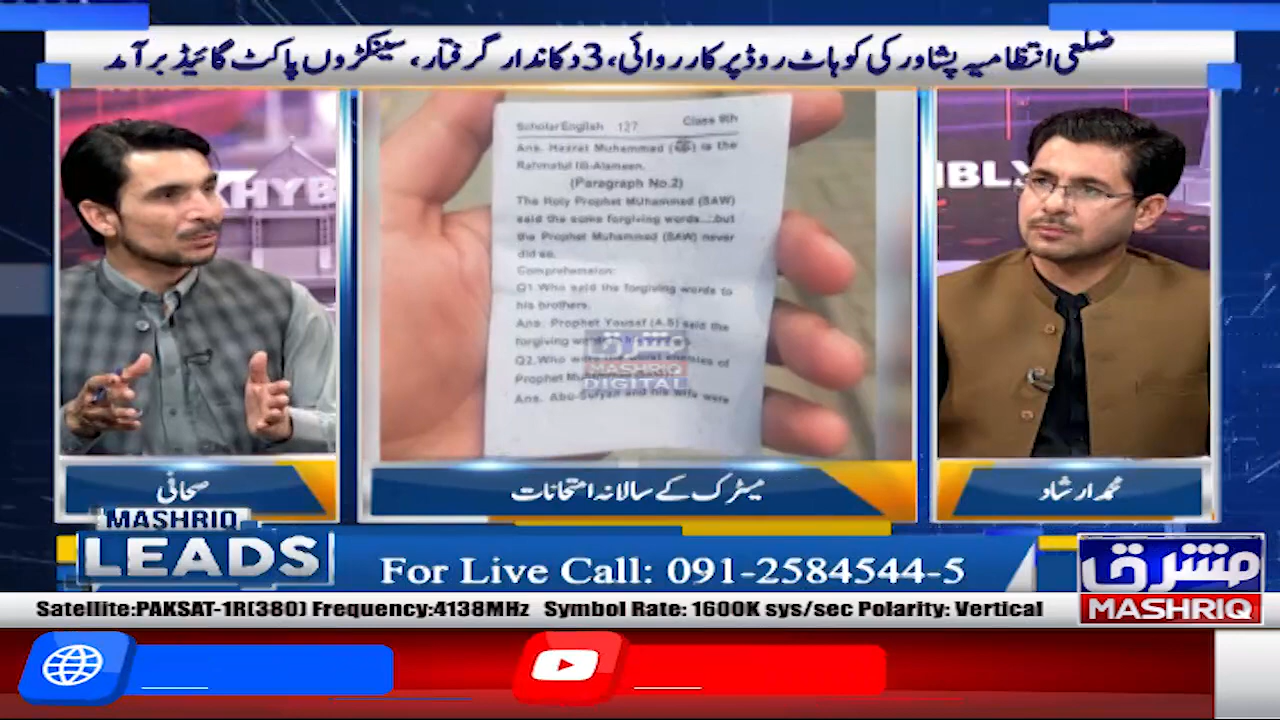 ضلعی انتظامیہ پشاور کی کوہاٹ روڈ پر کارروائی، 3 دکاندار گرفتار، سینکڑوں پاکٹ گائیڈ برآمد
KHYB
IBLY
Scholar English 127 Class 9th
Ans. Hazrat Muhammad ( ) is the
Rahmatul lil-Alameen.
(Paragraph No.2)
The Holy Prophet Muhammad (SAW)
said the same forgiving words....but
the Prophet Muhammad (SAW) never
did so.
Comprehension:
Q1.Who said the forgiving words to
his brothers.
Ans. Prophet Yousaf (A.S) said the
forgiving
Q2.Who were the enemies of
Prophet
Ans. Abu-Sufyan and his wife were
مشرق
MASHRIQ
DIGITAL
صحافی
میٹرک کے سالانہ امتحانات
محمد ارشاد
MASHRIQ
LEADS
For Live Call: 091-2584544-5
مشرق
MASHRIQ
Satellite:PAKSAT-1R(380) Frequency:4138MHz Symbol Rate: 1600K sys/sec Polarity: Vertical